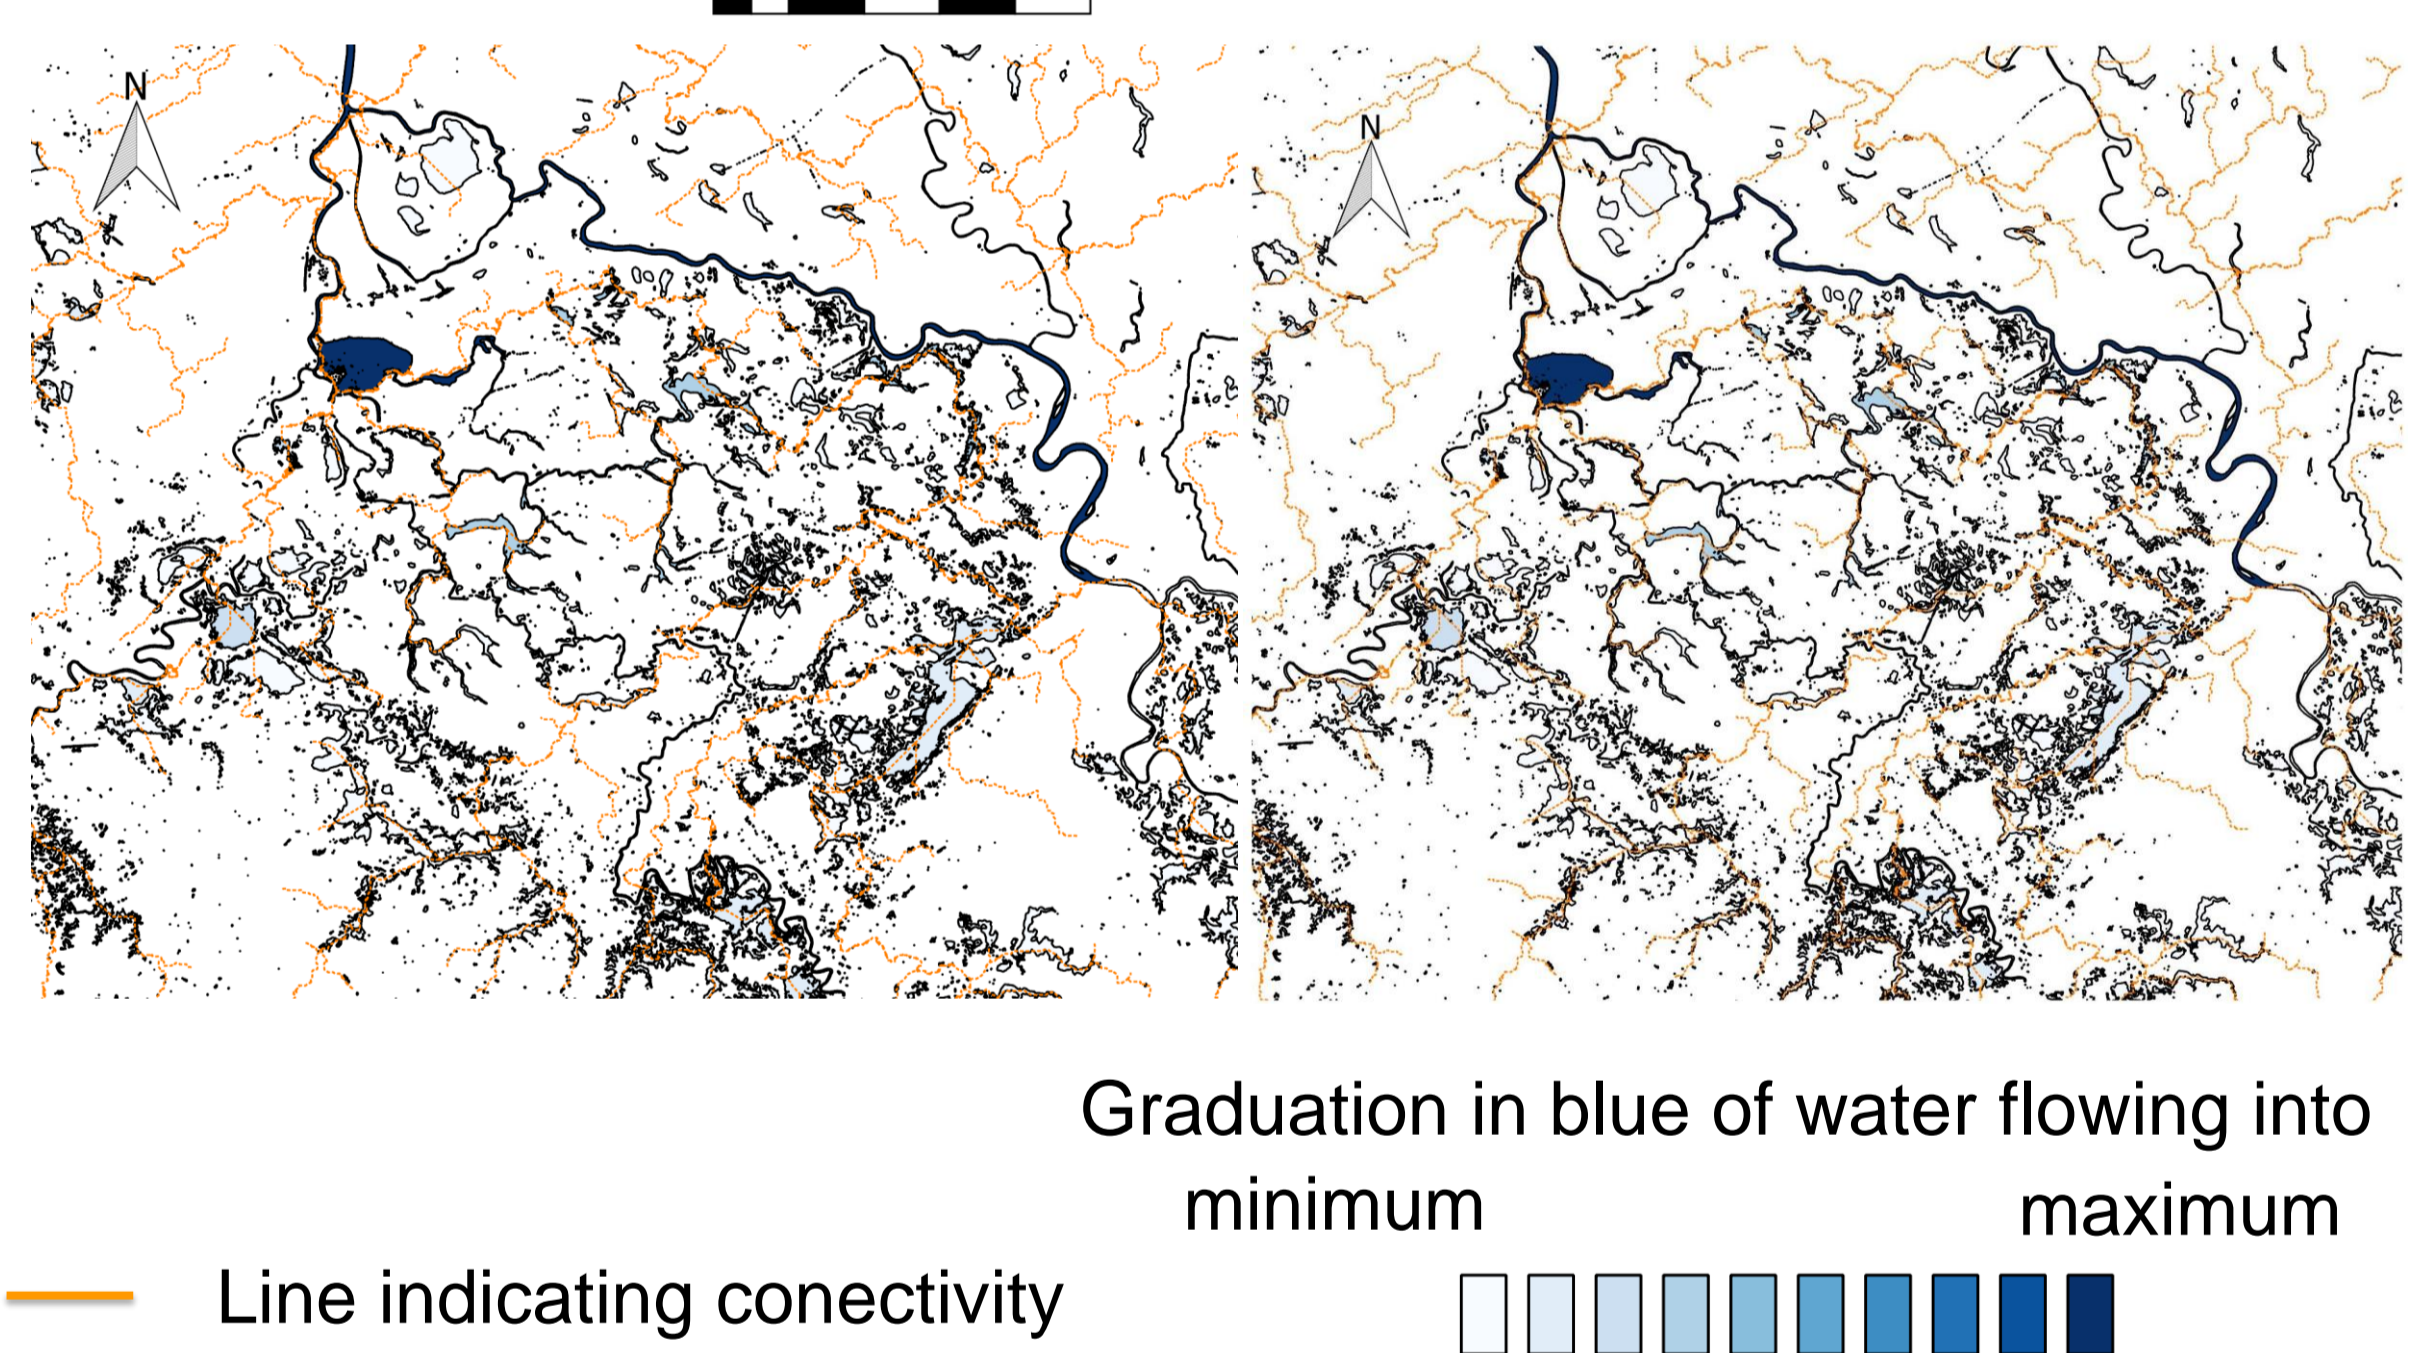 N
N
Graduation in blue of water flowing into
minimum
maximum
Line indicating conectivity